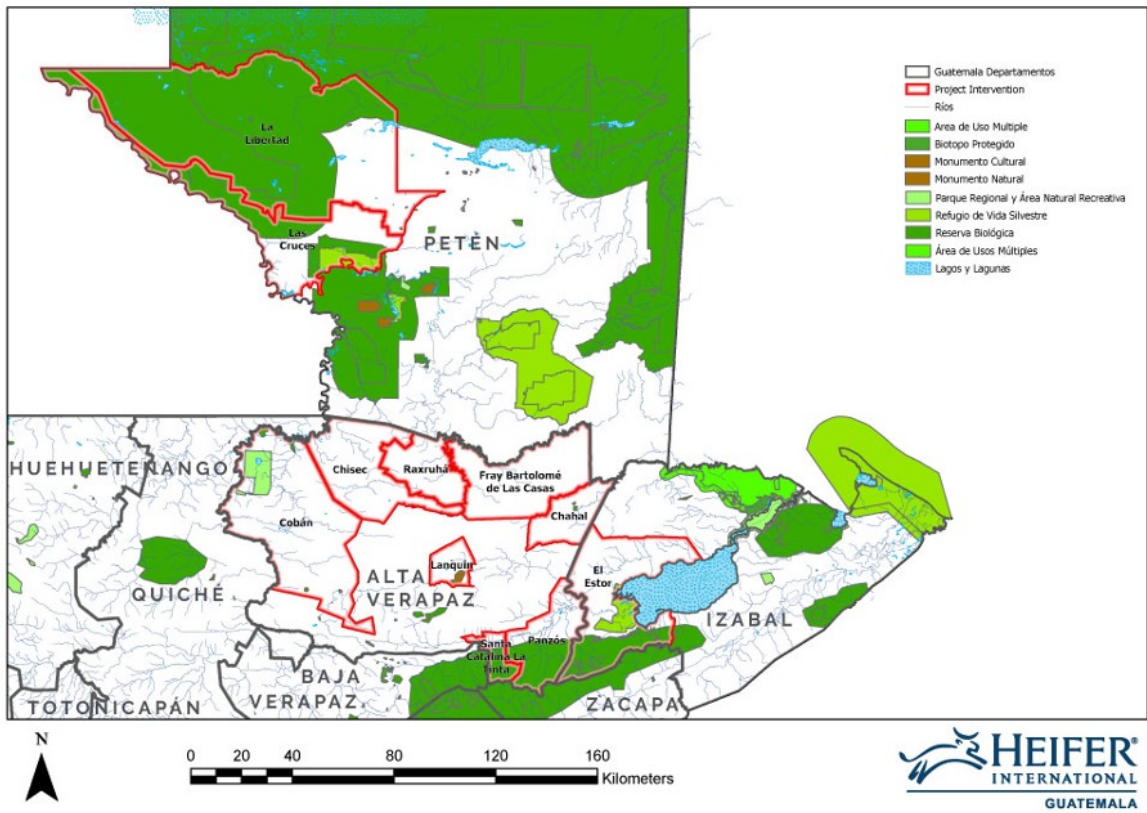 Guatemala Departamentos
Project Intervention
Ríos
Area de Uso Multiple
Biotopo Protegido
Monumento Cultural
Monumento Natural
Parque Regional y Área Natural Recreativa
Refugio de Vida Silvestre
Reserva Biológica
Área de Usos Múltiples
Lagos y Lagunas
La
Libertad
Las
Cruces
PETÉN
HUEHUETENANGO
Chisec
Raxruhá
Fray Bartolomé
de Las Casas
Cobán
Chahal
Lanquin
ALTA
VERAPAZ
El
Estor
QUICHÉ
IZABAL
Santa
Catalina La
Tinta
Panzós
BAJA
VERAPAZ
TOTONICAPÁN
ZACAPA
N
0 10 20 40 80 120 160
Kilometers
HEIFER®
INTERNATIONAL
GUATEMALA